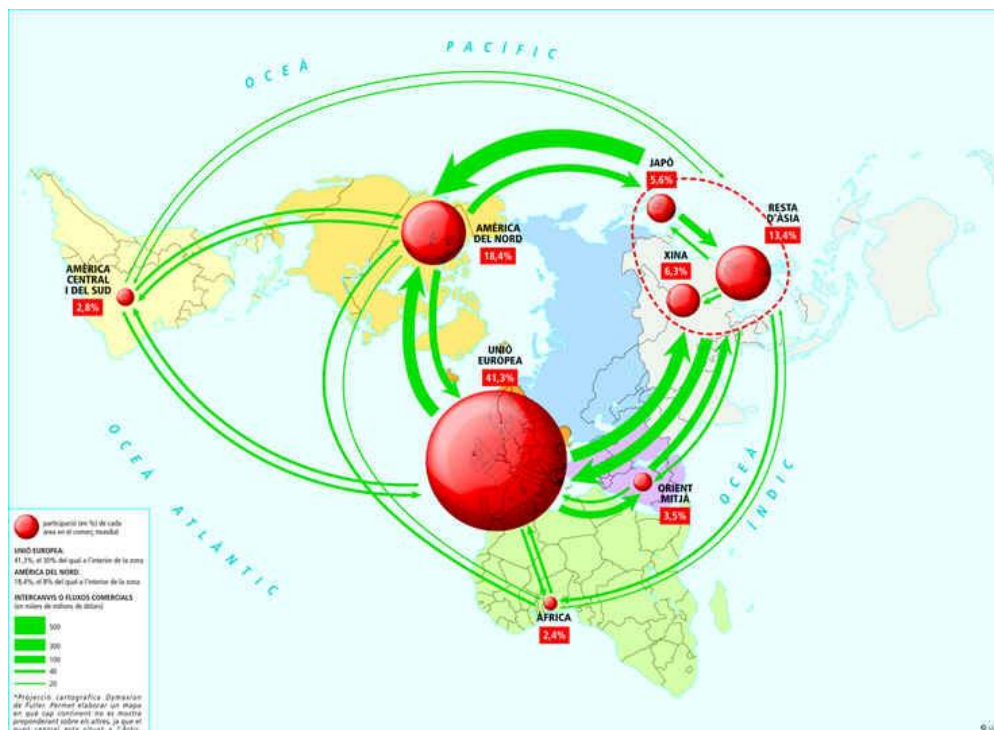 OCEÀ PACÍFIC
JAPÓ
5,6%
RESTA
D'ÀSIA
13,4%
XINA
6,3%
AMÈRICA
DEL NORD
18,4%
AMÈRICA
CENTRAL
I DEL SUD
2,8%
UNIÓ
EUROPEA
41,3%
ORIENT
MITJÀ
3,5%
OCEÀ
ÍNDIC
OCEÀ ATLÀNTIC
ÀFRICA
2,4%
participació (en %) de cada
àrea en el comerç mundial
UNIÓ EUROPEA:
41,3%, el 30% del qual a l'interior de la zona
AMÈRICA DEL NORD:
18,4%, el 8% del qual a l'interior de la zona
INTERCANVIS O FLUXOS COMERCIALS
(en milers de milions de dòlars)
500
300
100
40
20
*Projecció cartogràfica Dymaxion
de Fuller. Permet elaborar un mapa
en què cap continent no es mostra
preponderant sobre els altres, ja que el